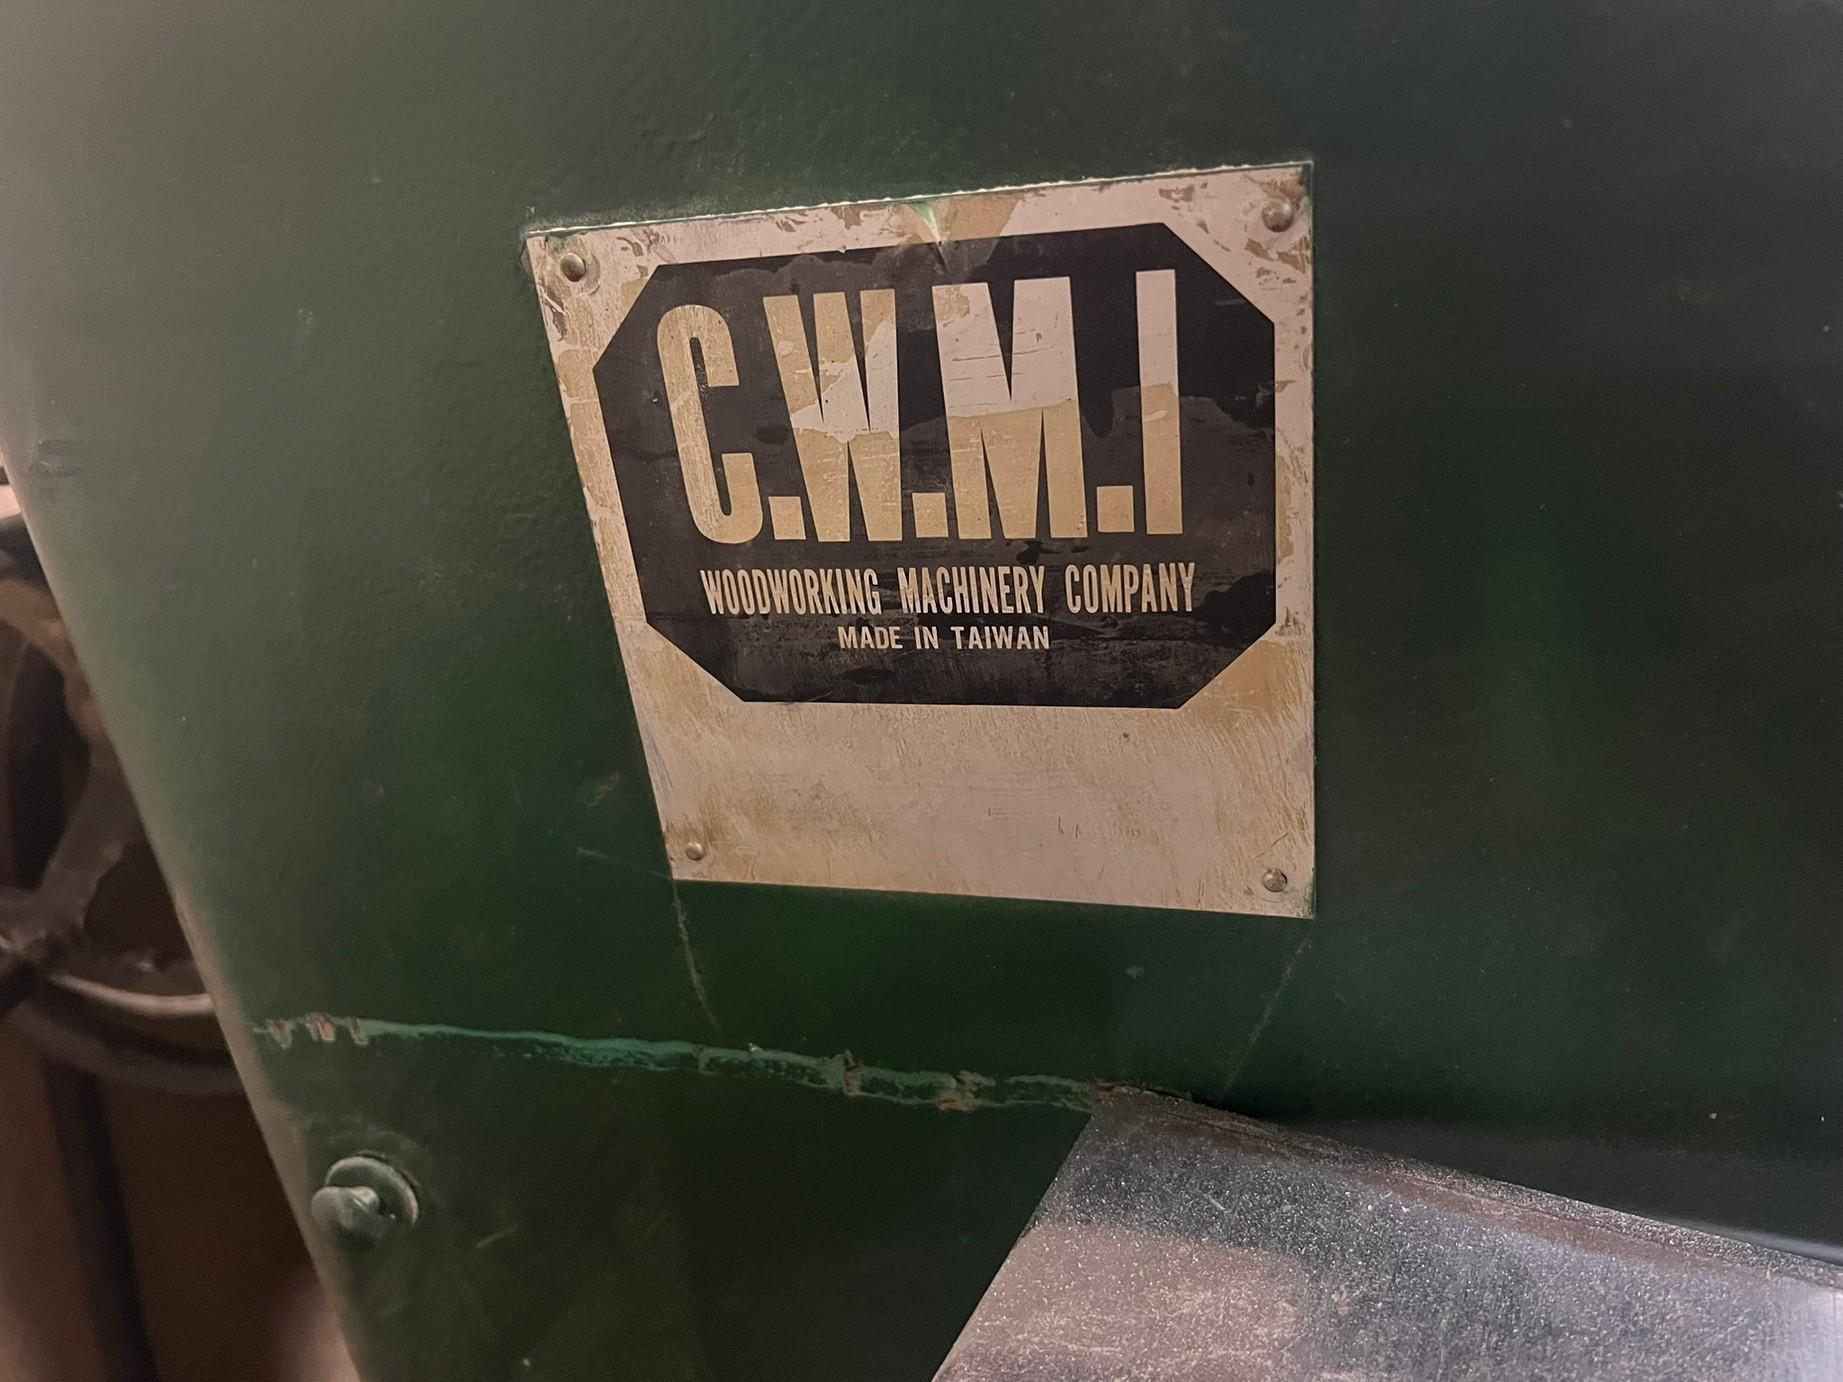 C.W.M.I
WOODWORKING MACHINERY COMPANY
MADE IN TAIWAN